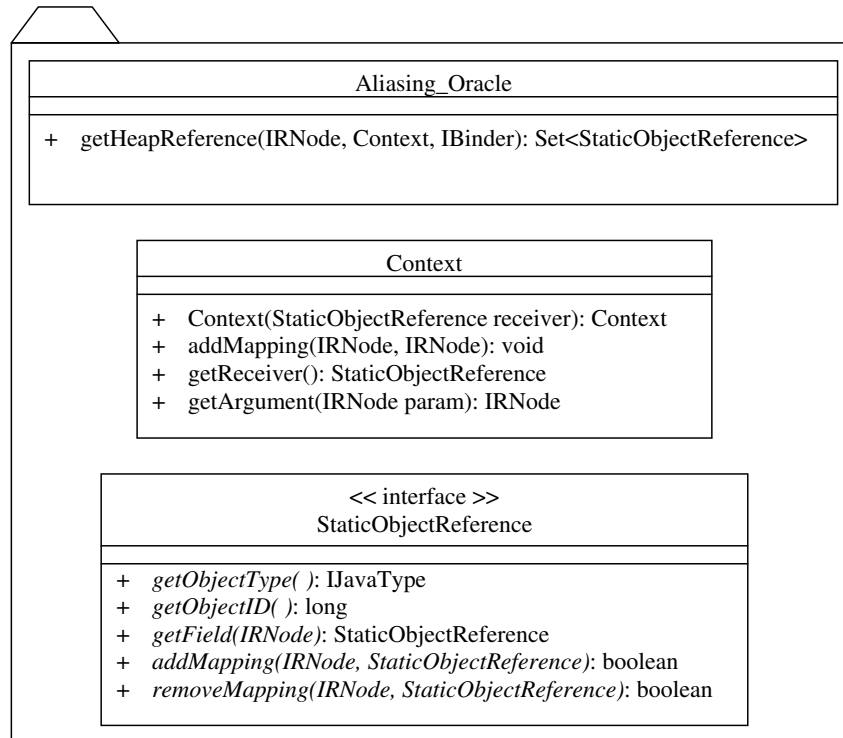 Aliasing_Oracle
+ getHeapReference(IRNode, Context, IBinder): Set<StaticObjectReference>
Context
+ Context(StaticObjectReference receiver): Context
+ addMapping(IRNode, IRNode): void
+ getReceiver(): StaticObjectReference
+ getArgument(IRNode param): IRNode
<< interface >>
StaticObjectReference
+ getObjectType( ): IJavaType
+ getObjectID( ): long
+ getField(IRNode): StaticObjectReference
+ addMapping(IRNode, StaticObjectReference): boolean
+ removeMapping(IRNode, StaticObjectReference): boolean